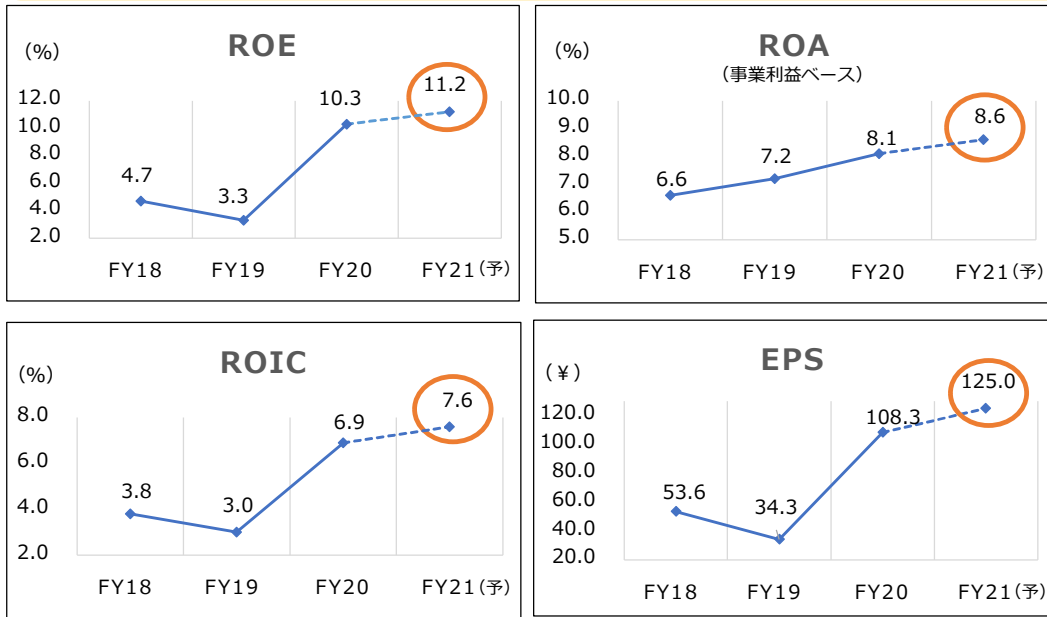 ROE
(%)
12.0
10.0
8.0
6.0
4.0
2.0
4.7
3.3
10.3
11.2
FY18
FY19
FY20
FY21(予)
ROA
(事業利益ベース)
(%)
10.0
9.0
8.0
7.0
6.0
5.0
6.6
7.2
8.1
8.6
FY18
FY19
FY20
FY21(予)
ROIC
(%)
8.0
6.0
4.0
2.0
3.8
3.0
6.9
7.6
FY18
FY19
FY20
FY21(予)
EPS
(¥)
120.0
100.0
80.0
60.0
40.0
20.0
53.6
34.3
108.3
125.0
FY18
FY19
FY20
FY21(予)